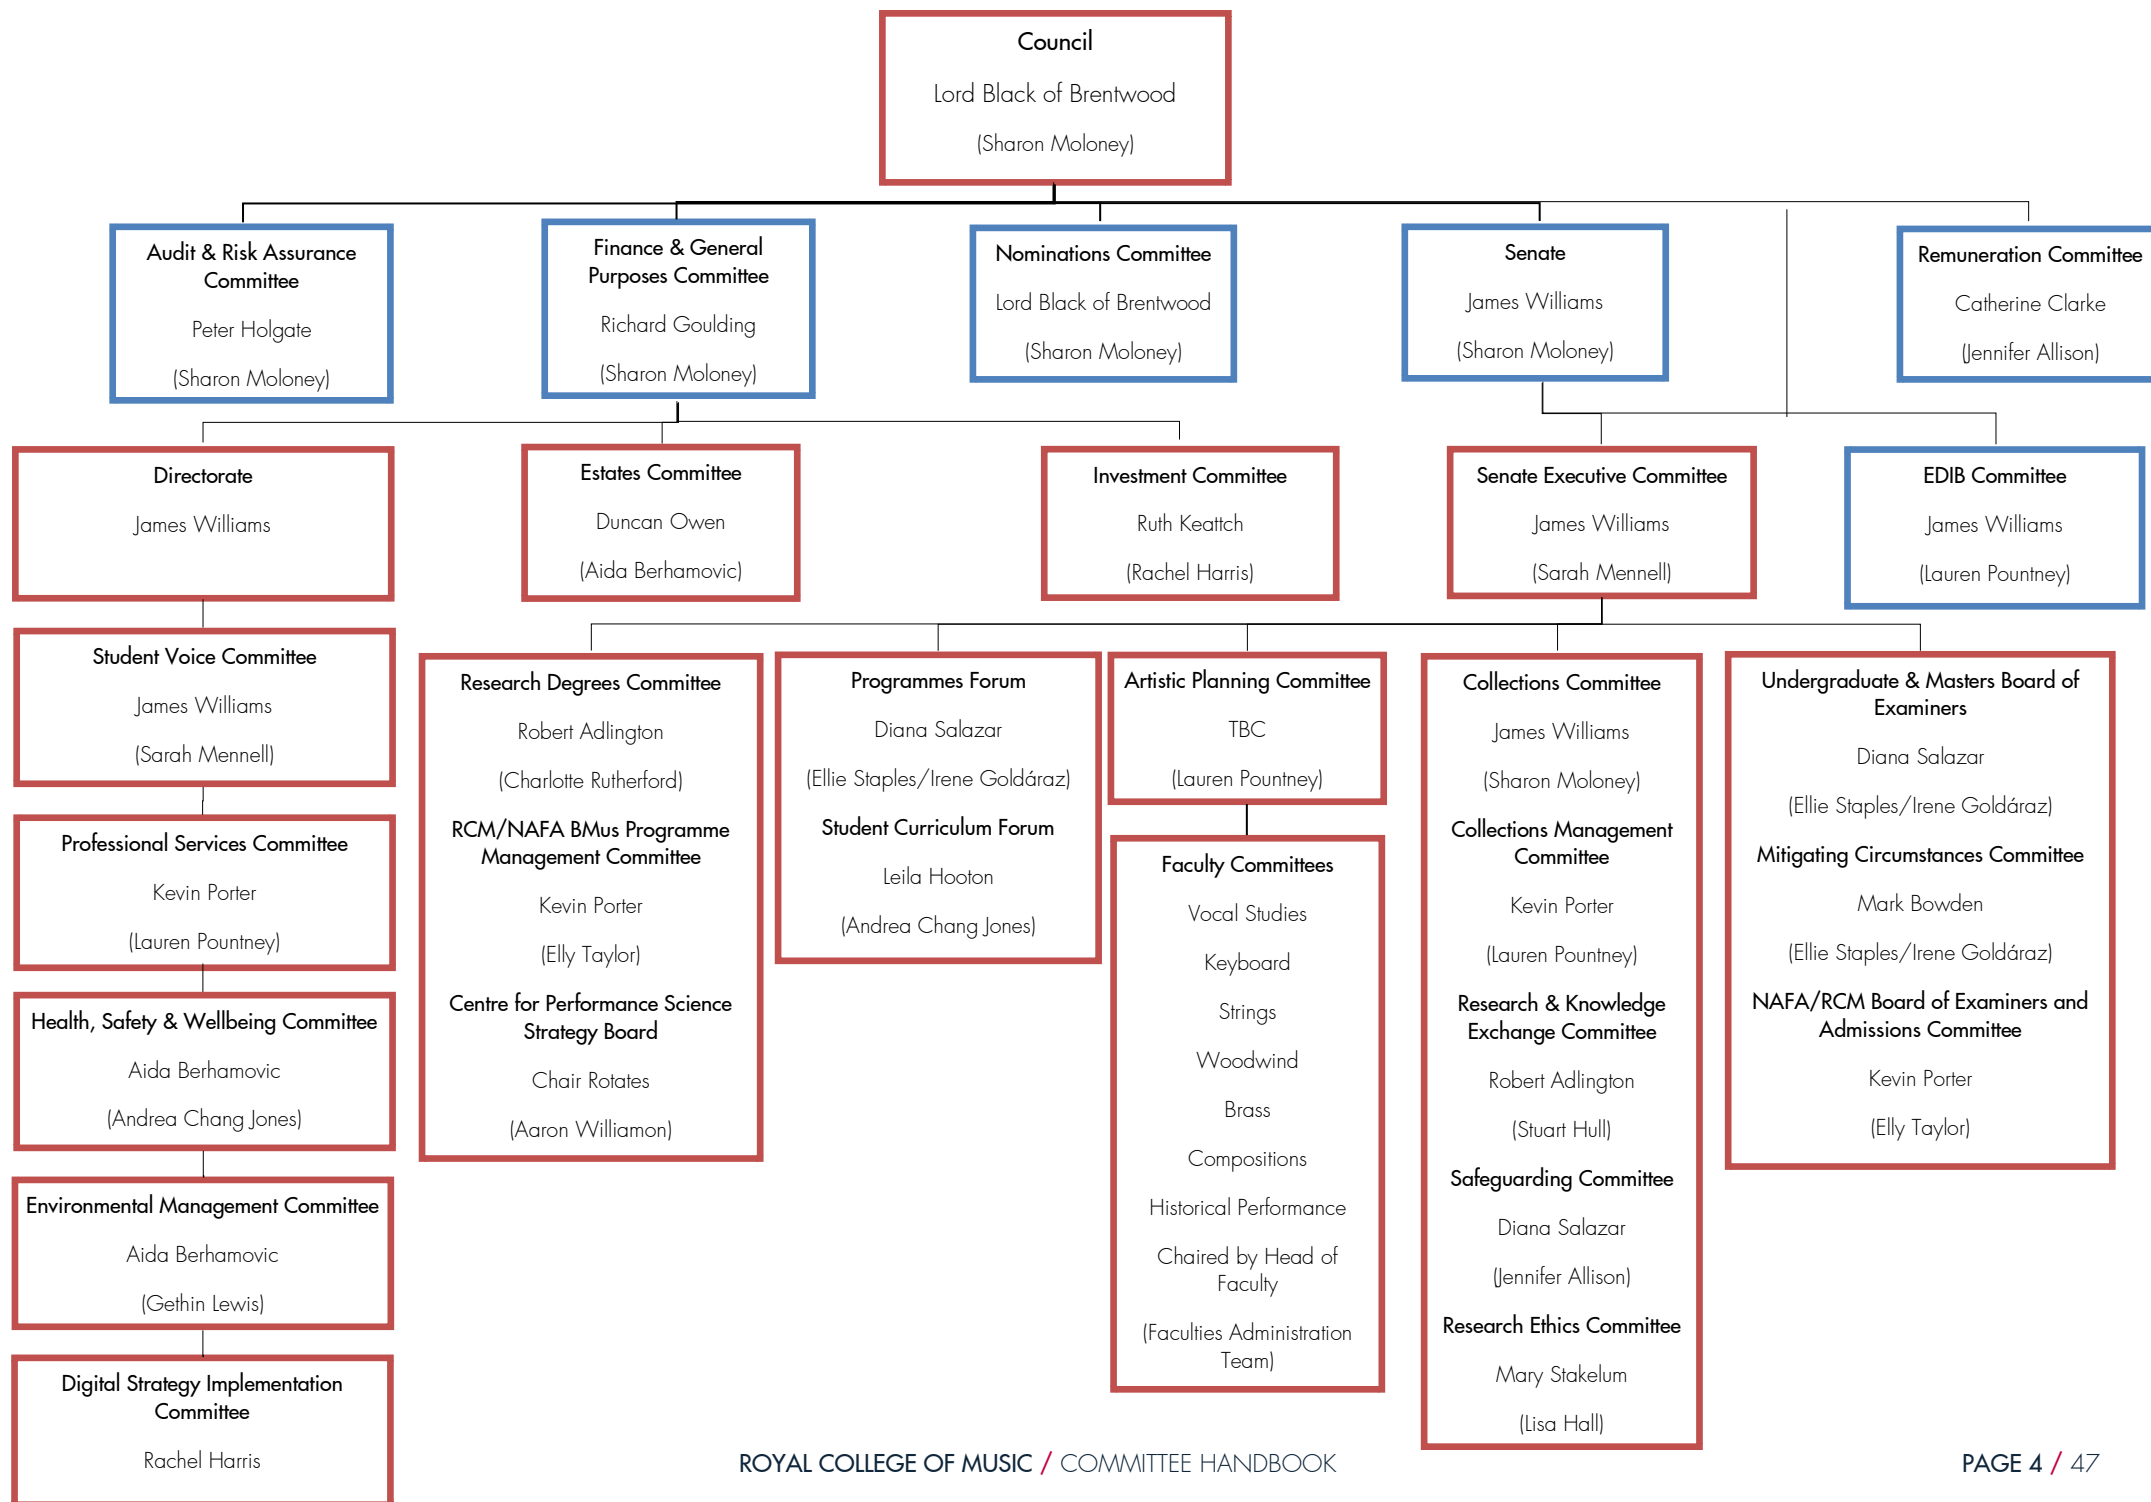 Council
Lord Black of Brentwood
(Sharon Moloney)
Audit & Risk Assurance
Committee
Peter Holgate
(Sharon Moloney)
Finance & General
Purposes Committee
Richard Goulding
(Sharon Moloney)
Nominations Committee
Lord Black of Brentwood
(Sharon Moloney)
Senate
James Williams
(Sharon Moloney)
Remuneration Committee
Catherine Clarke
(Jennifer Allison)
Directorate
James Williams
Estates Committee
Duncan Owen
(Aida Berhamovic)
Investment Committee
Ruth Keattch
(Rachel Harris)
Senate Executive Committee
James Williams
(Sarah Mennell)
EDIB Committee
James Williams
(Lauren Pountney)
Student Voice Committee
James Williams
(Sarah Mennell)
Professional Services Committee
Kevin Porter
(Lauren Pountney)
Health, Safety & Wellbeing Committee
Aida Berhamovic
(Andrea Chang Jones)
Environmental Management Committee
Aida Berhamovic
(Gethin Lewis)
Digital Strategy Implementation
Committee
Rachel Harris
Research Degrees Committee
Robert Adlington
(Charlotte Rutherford)
RCM/NAFA BMus Programme
Management Committee
Kevin Porter
(Elly Taylor)
Centre for Performance Science
Strategy Board
Chair Rotates
(Aaron Williamon)
Programmes Forum
Diana Salazar
(Ellie Staples/Irene Goldáraz)
Student Curriculum Forum
Leila Hooton
(Andrea Chang Jones)
Artistic Planning Committee
TBC
(Lauren Pountney)
Faculty Committees
Vocal Studies
Keyboard
Strings
Woodwind
Brass
Compositions
Historical Performance
Chaired by Head of
Faculty
(Faculties Administration
Team)
Collections Committee
James Williams
(Sharon Moloney)
Collections Management
Committee
Kevin Porter
(Lauren Pountney)
Research & Knowledge
Exchange Committee
Robert Adlington
(Stuart Hull)
Safeguarding Committee
Diana Salazar
(Jennifer Allison)
Research Ethics Committee
Mary Stakelum
(Lisa Hall)
Undergraduate & Masters Board of
Examiners
Diana Salazar
(Ellie Staples/Irene Goldáraz)
Mitigating Circumstances Committee
Mark Bowden
(Ellie Staples/Irene Goldáraz)
NAFA/RCM Board of Examiners and
Admissions Committee
Kevin Porter
(Elly Taylor)
ROYAL COLLEGE OF MUSIC / COMMITTEE HANDBOOK
PAGE 4 / 47